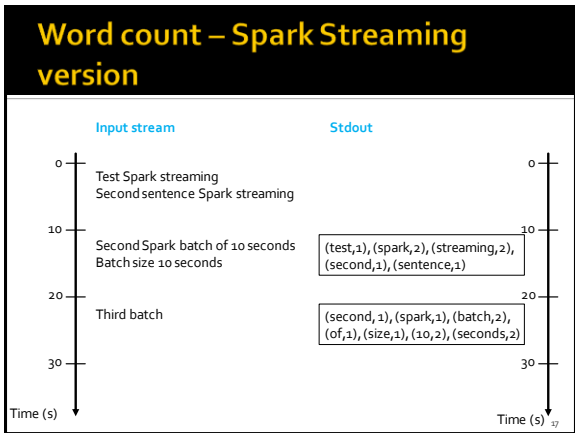 Word count – Spark Streaming
version
Input stream
Stdout
0
0
Test Spark streaming
Second sentence Spark streaming
10
10
Second Spark batch of 10 seconds
Batch size 10 seconds
(test,1), (spark,2), (streaming,2),
(second,1), (sentence,1)
20
20
Third batch
(second, 1), (spark,1), (batch,2),
(of,1), (size,1), (10,2), (seconds,2)
30
30
Time (s)
Time (s)
17